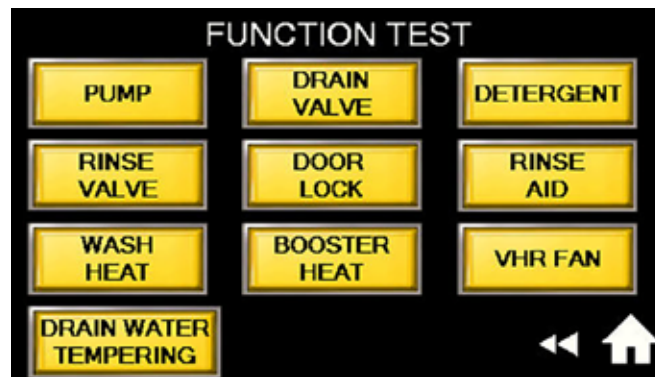 FUNCTION TEST
PUMP
DRAIN
VALVE
DETERGENT
RINSE
VALVE
DOOR
LOCK
RINSE
AID
WASH
HEAT
BOOSTER
HEAT
VHR FAN
DRAIN WATER
TEMPERING